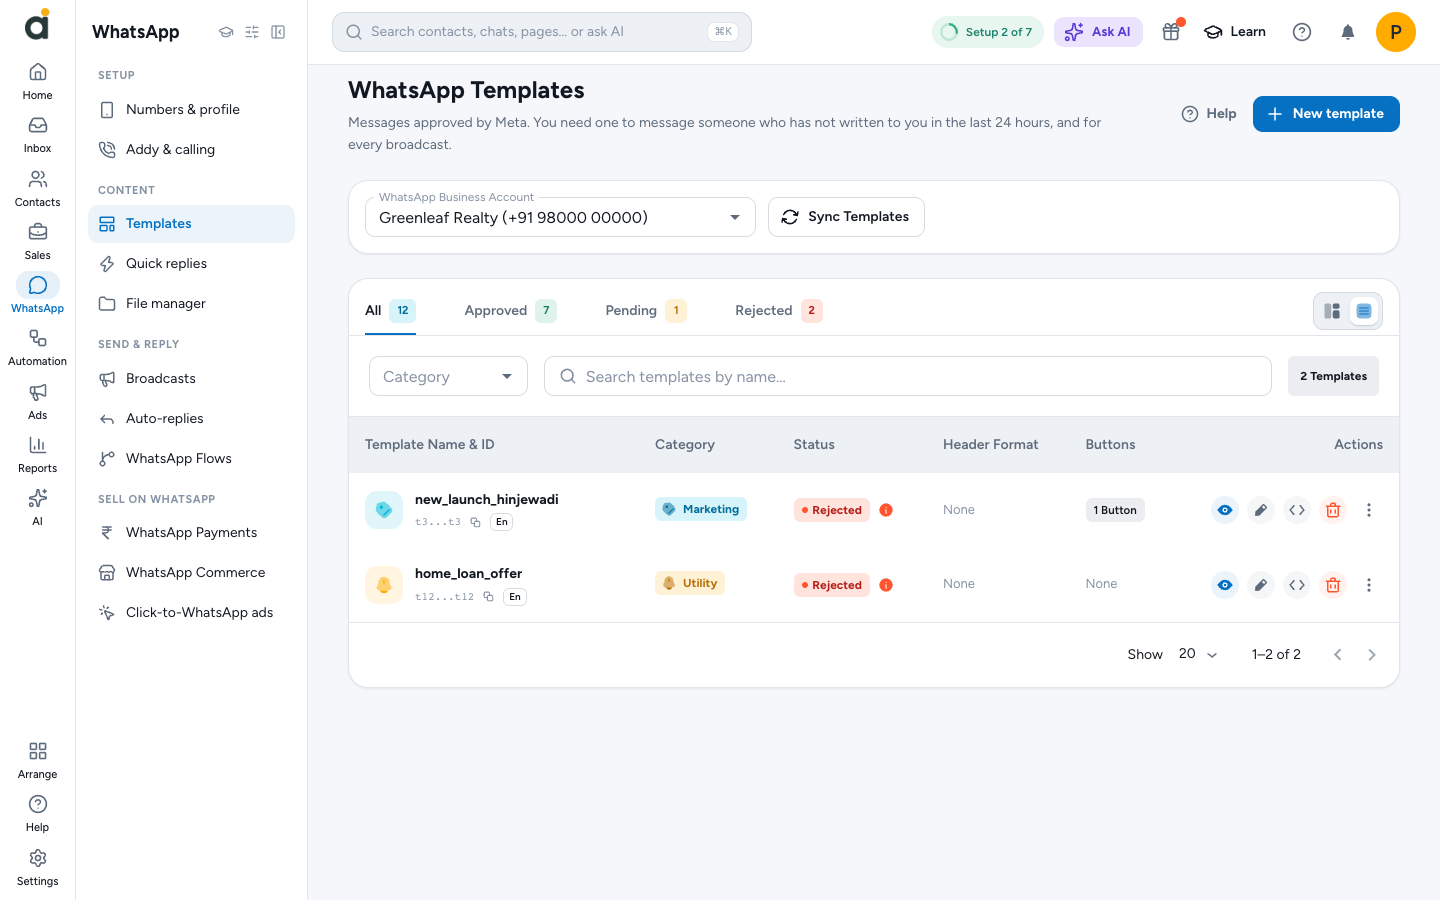 WhatsApp
Search contacts, chats, pages... or ask AI
⌘K
Setup 2 of 7
Ask AI
Learn
P
Home
Inbox
Contacts
Sales
WhatsApp
Automation
Ads
Reports
AI
Arrange
Help
Settings
SETUP
Numbers & profile
Addy & calling
CONTENT
Templates
Quick replies
File manager
SEND & REPLY
Broadcasts
Auto-replies
WhatsApp Flows
SELL ON WHATSAPP
WhatsApp Payments
WhatsApp Commerce
Click-to-WhatsApp ads
WhatsApp Templates
Messages approved by Meta. You need one to message someone who has not written to you in the last 24 hours, and for
every broadcast.
Help
New template
WhatsApp Business Account
Greenleaf Realty (+91 98000 00000)
Sync Templates
All 12
Approved 7
Pending 1
Rejected 2
Category
Search templates by name...
2 Templates
Template Name & ID Category Status Header Format Buttons Actions
new_launch_hinjewadi
t3...t3 En
Marketing
Rejected
None
1 Button
home_loan_offer
t12...t12 En
Utility
Rejected
None
None
Show 20 1–2 of 2